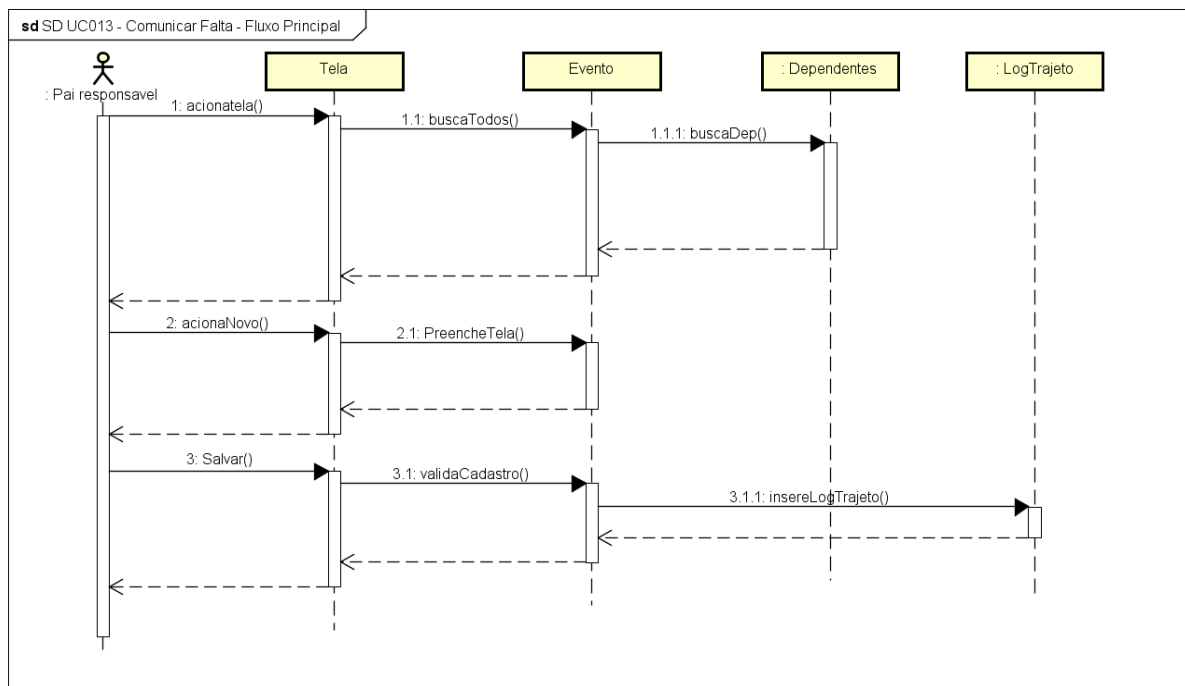 sd SD UC013 - Comunicar Falta - Fluxo Principal
Tela
Evento
: Dependentes
: LogTrajeto
: Pai responsavel
1: acionatela()
1.1: buscaTodos()
1.1.1: buscaDep()
2: acionaNovo()
2.1: PreencheTela()
3: Salvar()
3.1: validaCadastro()
3.1.1: insereLogTrajeto()